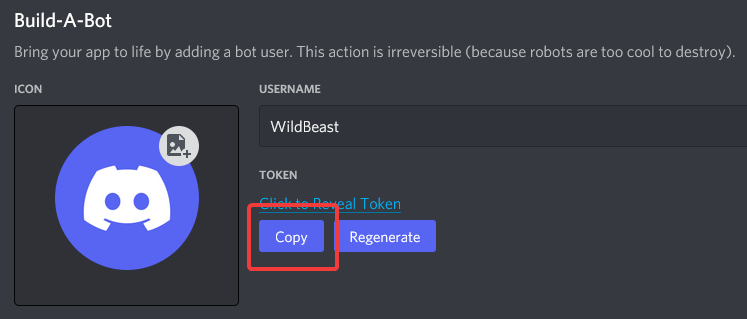 Build-A-Bot
Bring your app to life by adding a bot user. This action is irreversible (because robots are too cool to destroy).
ICON
USERNAME
WildBeast
TOKEN
Click to Reveal Token
Copy
Regenerate